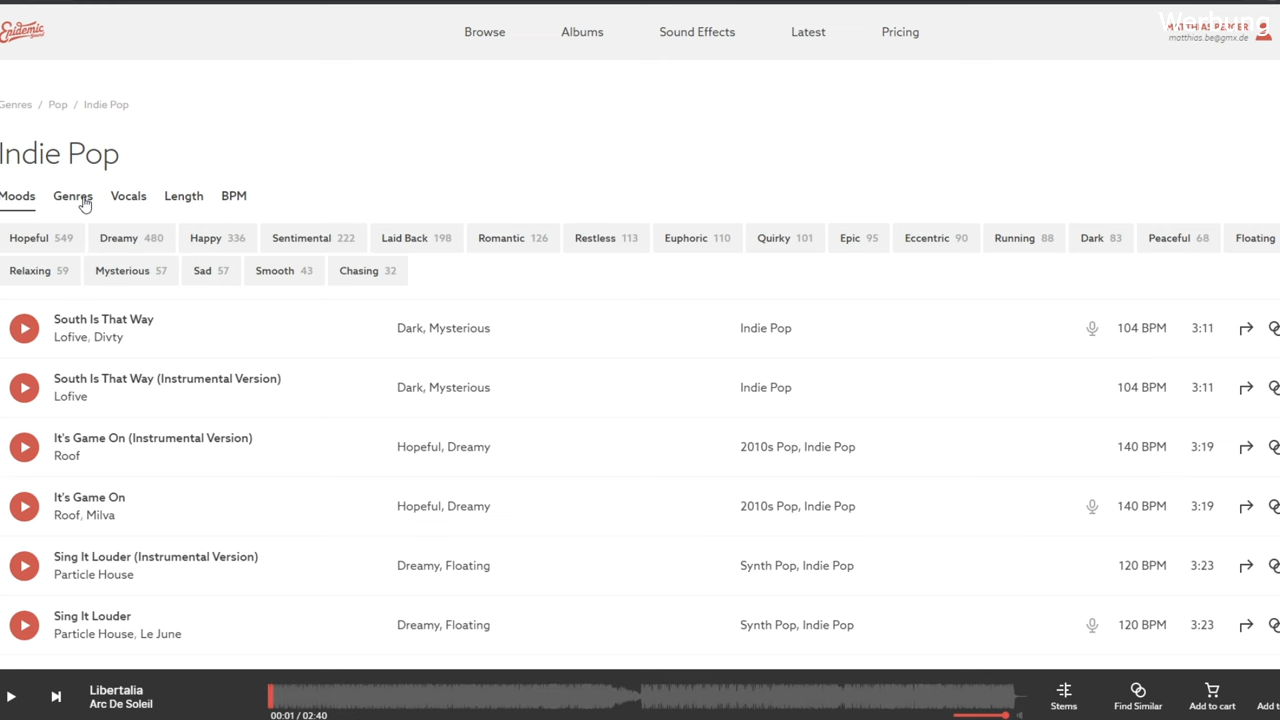 Epidemic
Browse
Albums
Sound Effects
Latest
Pricing
Werbung
matthias.be@gmx.de
Genres / Pop / Indie Pop
Indie Pop
Moods Genres Vocals Length BPM
Hopeful 549 Dreamy 480 Happy 336 Sentimental 222 Laid Back 198 Romantic 126 Restless 113 Euphoric 110 Quirky 101 Epic 95 Eccentric 90 Running 88 Dark 83 Peaceful 68 Floating
Relaxing 59 Mysterious 57 Sad 57 Smooth 43 Chasing 32
South Is That Way
Lofive, Divty
Dark, Mysterious
Indie Pop
104 BPM
3:11
South Is That Way (Instrumental Version)
Lofive
Dark, Mysterious
Indie Pop
104 BPM
3:11
It's Game On (Instrumental Version)
Roof
Hopeful, Dreamy
2010s Pop, Indie Pop
140 BPM
3:19
It's Game On
Roof, Milva
Hopeful, Dreamy
2010s Pop, Indie Pop
140 BPM
3:19
Sing It Louder (Instrumental Version)
Particle House
Dreamy, Floating
Synth Pop, Indie Pop
120 BPM
3:23
Sing It Louder
Particle House, Le June
Dreamy, Floating
Synth Pop, Indie Pop
120 BPM
3:23
Libertalia
Arc De Soleil
00:01 / 02:40
Stems
Find Similar
Add to cart
Add t